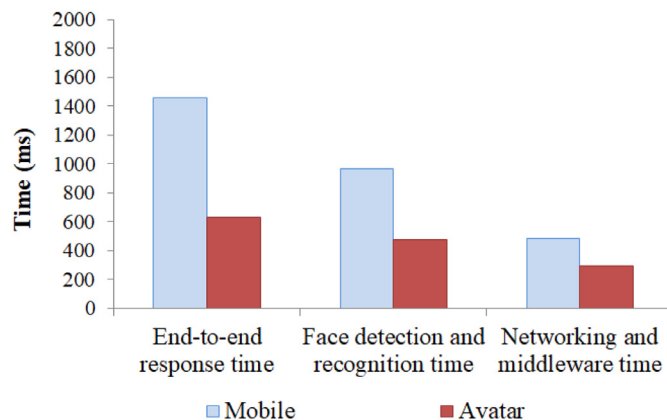 2000
1800
1600
1400
1200
1000
800
600
400
200
0
Time (ms)
End-to-end
response time
Face detection and
recognition time
Networking and
middleware time
Mobile
Avatar